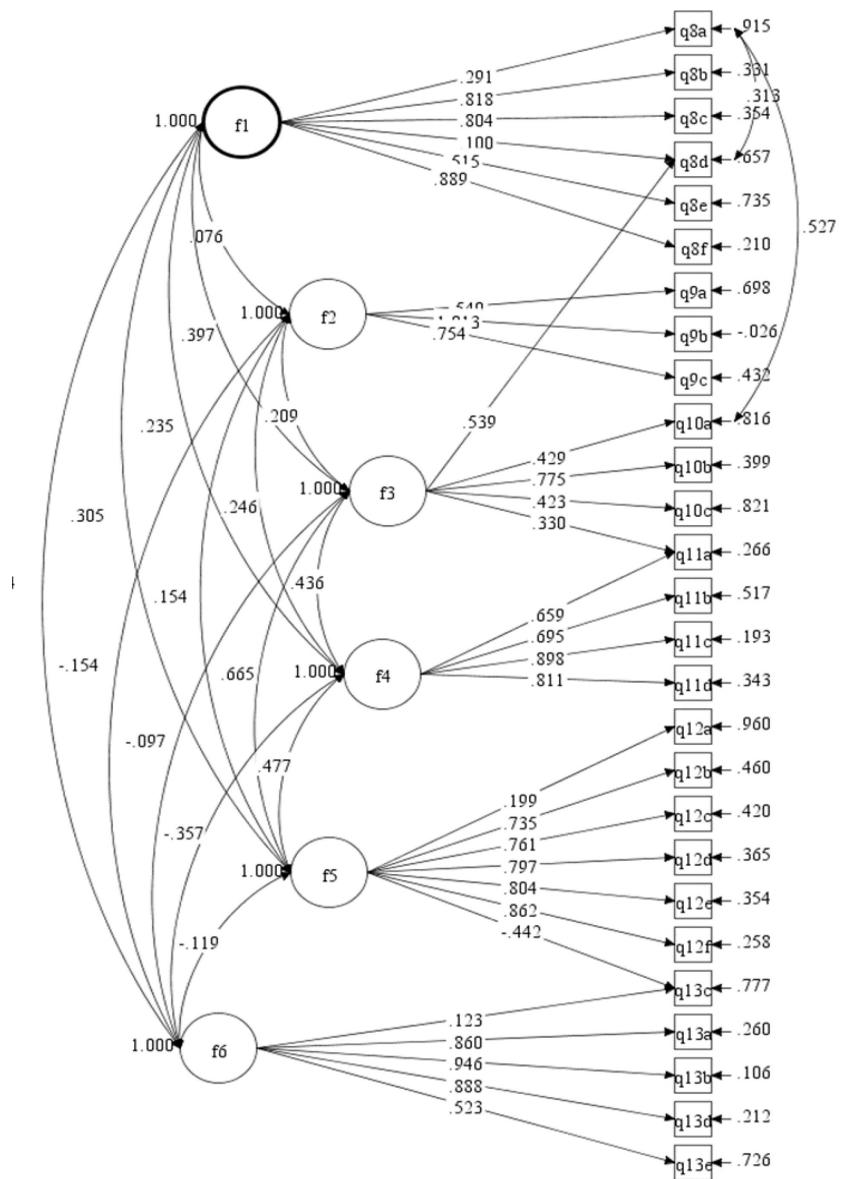 q8a .915
.291
q8b .331
.818
.313
.804
q8c .354
1.000 f1
.100
q8d .657
.515
.889
q8e .735
.527
.076
q8f .210
q9a .698
1.000 f2
q9b -.026
.397
.754
q9c .432
.209
.539
q10a .816
.235
.429
q10b .399
.775
1.000 f3
.423
q10c .821
.246
.330
.305
q11a .266
.436
q11b .517
.154
.659
.695
q11c .193
.898
-.154
.665
1.000 f4
.811
q11d .343
q12a .960
-.097
.477
q12b .460
.199
q12c .420
-.357
.735
.761
q12d .365
1.000 f5
.797
.804
q12e .354
.862
-.442
q12f .258
-.119
q13c .777
.123
q13a .260
1.000 f6
.860
.946
q13b .106
.888
.523
q13d .212
q13e .726